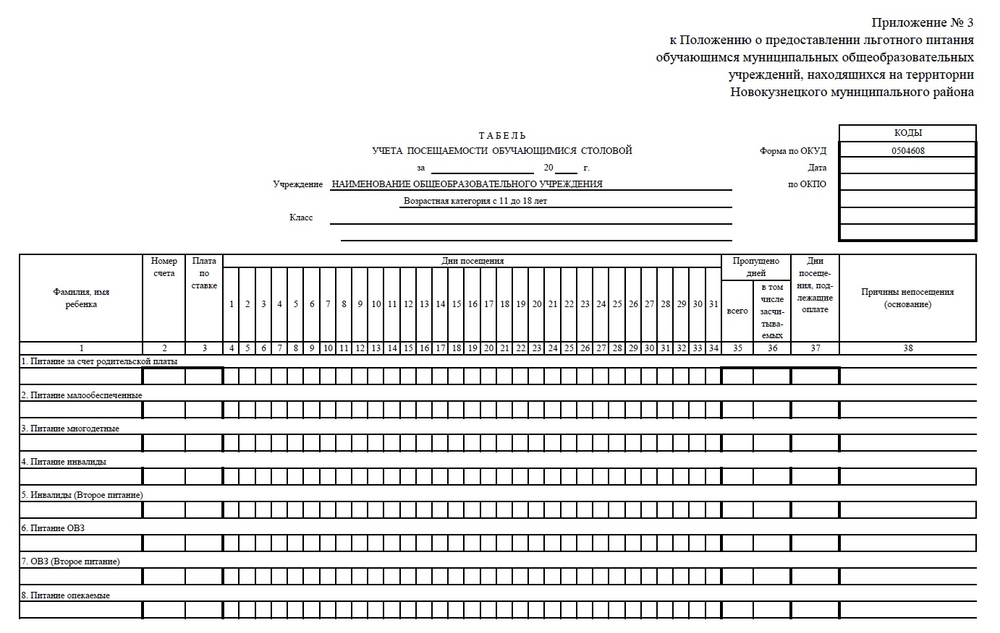 Приложение № 3
к Положению о предоставлении льготного питания
обучающимся муниципальных общеобразовательных
учреждений, находящихся на территории
Новокузнецкого муниципального района
КОДЫ
Т А Б Е Л Ь
УЧЕТА ПОСЕЩАЕМОСТИ ОБУЧАЮЩИМИСЯ СТОЛОВОЙ
Форма по ОКУД 0504608
за 20 г.
Дата
Учреждение НАИМЕНОВАНИЕ ОБЩЕОБРАЗОВАТЕЛЬНОГО УЧРЕЖДЕНИЯ
по ОКПО
Возрастная категория с 11 до 18 лет
Класс
Фамилия, имя
ребенка
Номер
счета
Плата
по
ставке
Дни посещения
1 2 3 4 5 6 7 8 9 10 11 12 13 14 15 16 17 18 19 20 21 22 23 24 25 26 27 28 29 30 31
Пропущено
дней
всего
в том
числе
засчи-
тыва-
емых
Дни
посеще-
ния, под-
лежащие
оплате
Причины непосещения
(основание)
1 2 3 4 5 6 7 8 9 10 11 12 13 14 15 16 17 18 19 20 21 22 23 24 25 26 27 28 29 30 31 32 33 34 35 36 37 38
1. Питание за счет родительской платы
2. Питание малообеспеченные
3. Питание многодетные
4. Питание инвалиды
5. Инвалиды (Второе питание)
6. Питание ОВЗ
7. ОВЗ (Второе питание)
8. Питание опекаемые